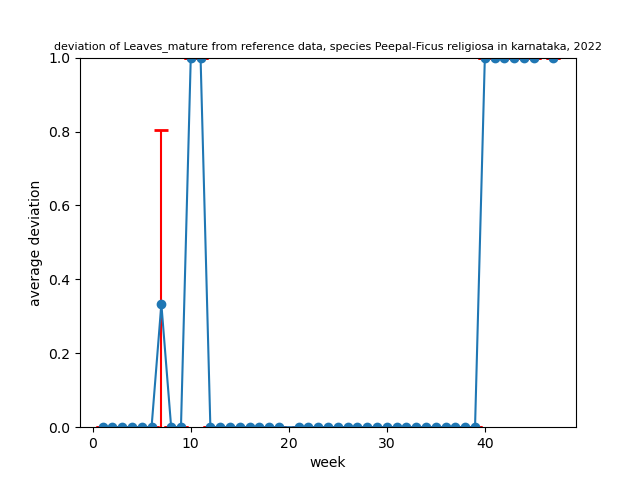 deviation of Leaves_mature from reference data, species Peepal-Ficus religiosa in karnataka, 2022
1.0
0.8
0.6
0.4
0.2
0.0
average deviation
0 10 20 30 40
week